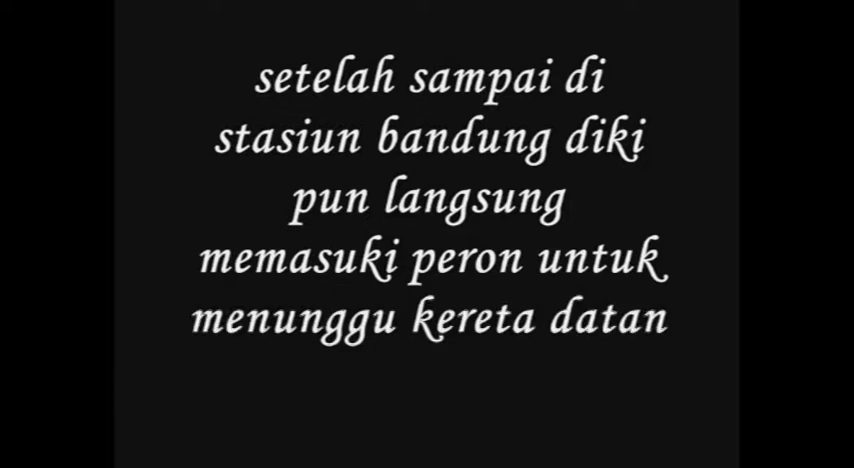 setelah sampai di
stasiun bandung diki
pun langsung
memasuki peron untuk
menunggu kereta datan